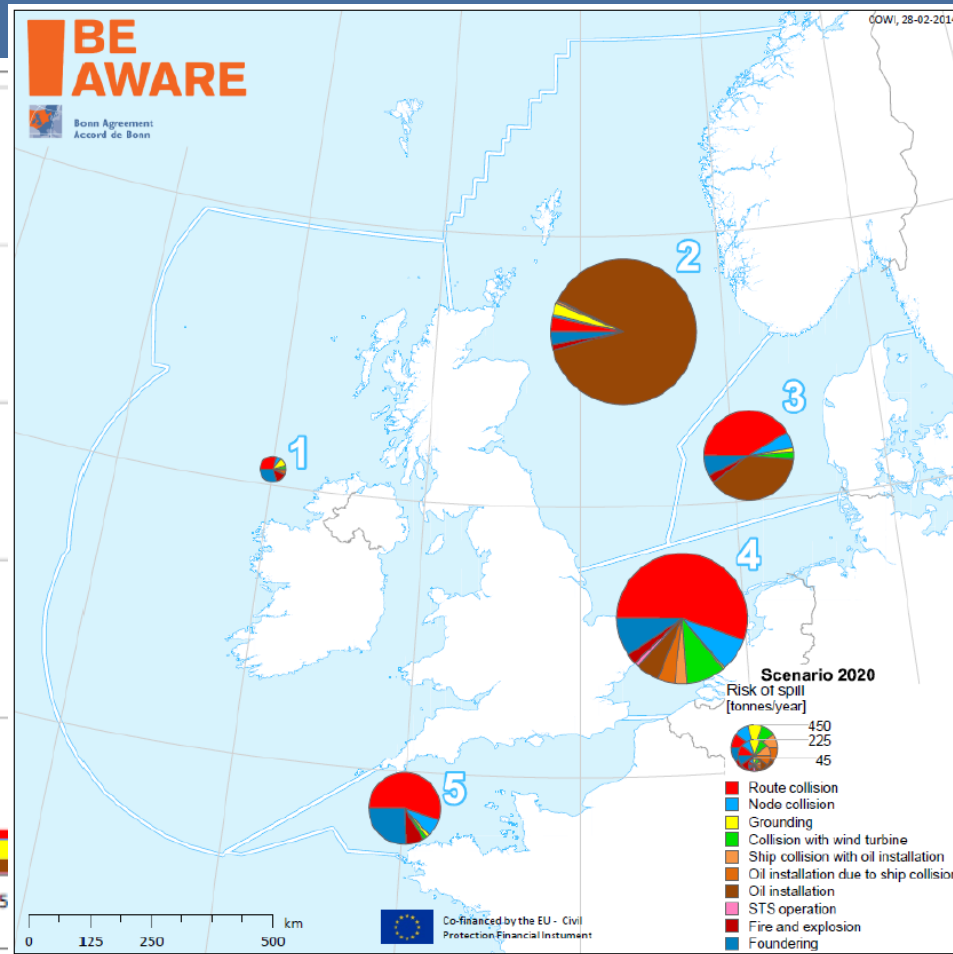 BE
AWARE
Bonn Agreement
Accord de Bonn
COWI, 28-02-2014
2
3
1
4
5
Scenario 2020
Risk of spill
[tonnes/year]
450
225
45
Route collision
Node collision
Grounding
Collision with wind turbine
Ship collision with oil installation
Oil installation due to ship collision
Oil installation
STS operation
Fire and explosion
Foundering
5
km
0 125 250 500
Co-financed by the EU - Civil
Protection Financial Instument